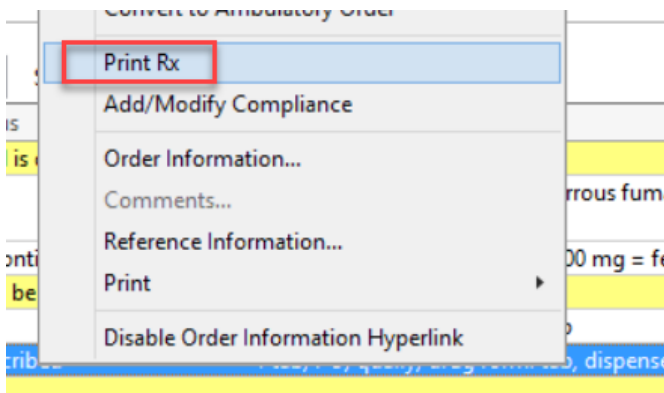 Convert to Ambulatory Order
Print Rx
Add/Modify Compliance
is
Order Information...
Comments...
rrous fum
Reference Information...
00 mg = fe
Print
be
Disable Order Information Hyperlink
dispense